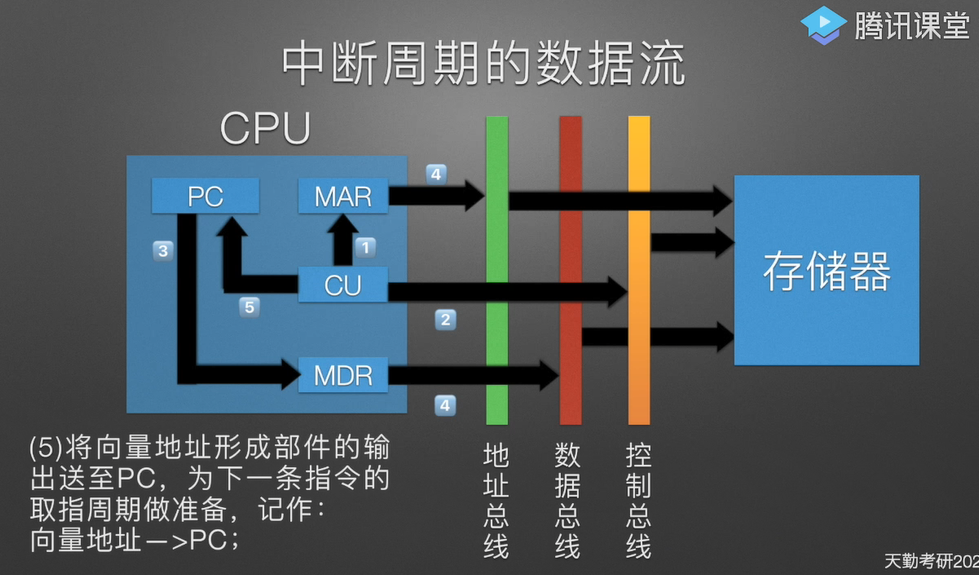 腾讯课堂
中断周期的数据流
CPU
PC
MAR
4
3
1
CU
5
2
存储器
MDR
4
(5)将向量地址形成部件的输
出送至PC，为下一条指令的
取指周期做准备，记作：
向量地址—>PC；
地址总线
数据总线
控制总线
天勤考研202